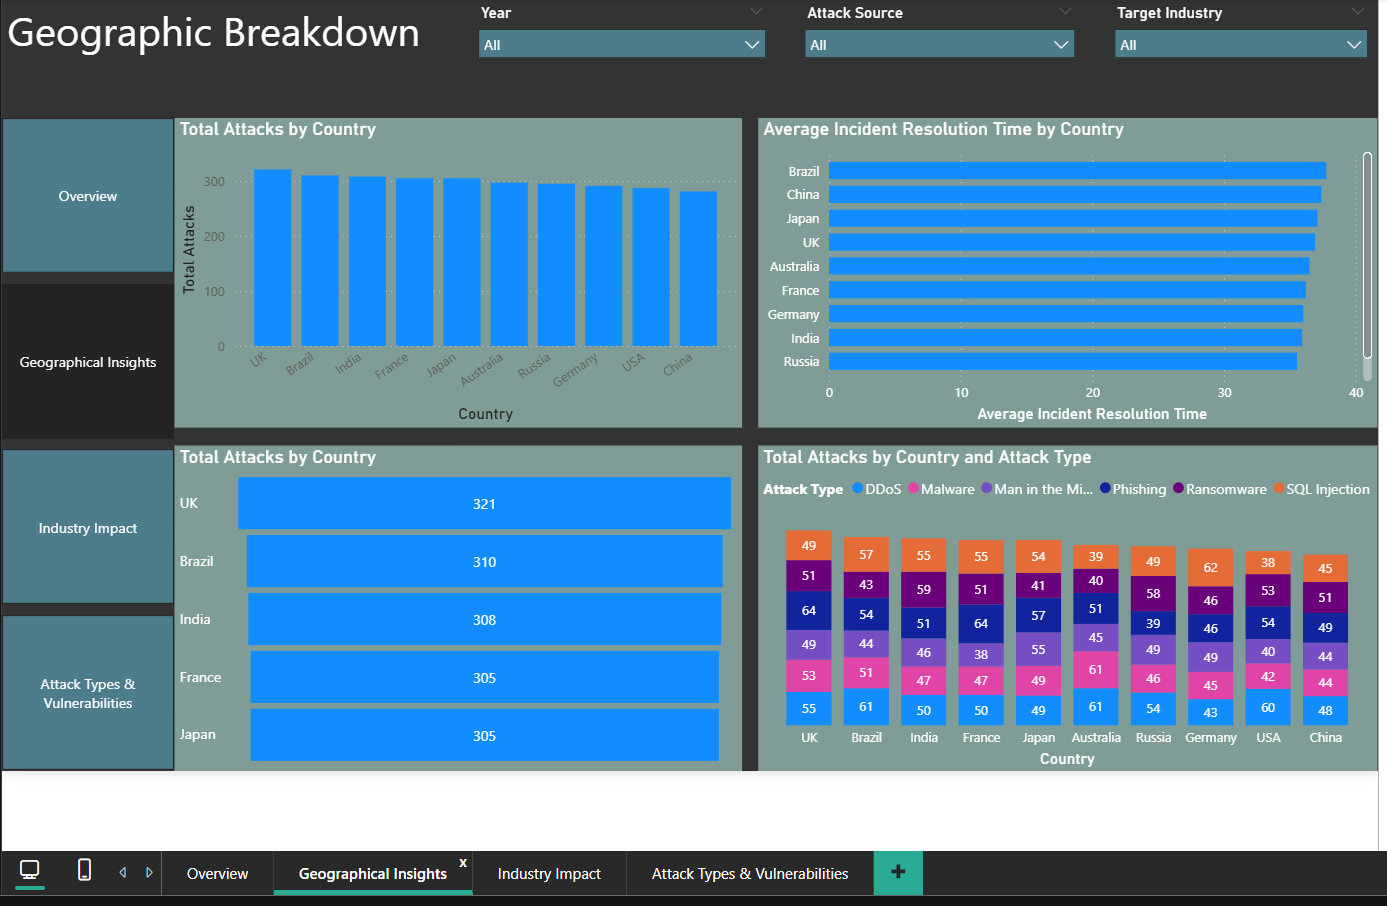 Geographic Breakdown
Year
All
Attack Source
All
Target Industry
All
Overview
Geographical Insights
Industry Impact
Attack Types &
Vulnerabilities
Total Attacks by Country
Total Attacks
300
200
100
0
UK
Brazil
India
France
Japan
Australia
Russia
Germany
USA
China
Country
Average Incident Resolution Time by Country
Brazil
China
Japan
UK
Australia
France
Germany
India
Russia
0 10 20 30 40
Average Incident Resolution Time
Total Attacks by Country
UK 321
Brazil 310
India 308
France 305
Japan 305
Total Attacks by Country and Attack Type
Attack Type DDoS Malware Man in the Mi... Phishing Ransomware SQL Injection
49 57 55 55 54 39 49 62 38 45
51 43 59 51 41 40 58 46 53 51
64 54 51 64 57 51 39 46 54 49
49 44 46 38 55 45 49 49 40 44
53 51 47 47 49 61 46 45 42 44
55 61 50 50 49 61 54 43 60 48
UK Brazil India France Japan Australia Russia Germany USA China
Country
Overview
Geographical Insights
x
Industry Impact
Attack Types & Vulnerabilities
+